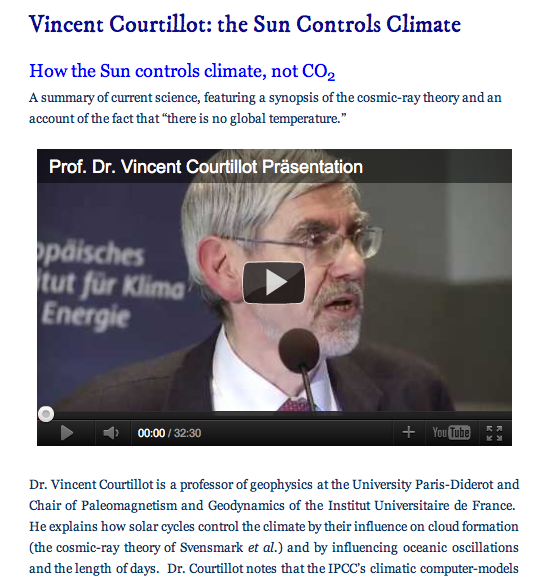 Vincent Courtillot: the Sun Controls Climate
How the Sun controls climate, not CO2
A summary of current science, featuring a synopsis of the cosmic-ray theory and an
account of the fact that “there is no global temperature.”
Prof. Dr. Vincent Courtillot Präsentation
opäisches
itut für Klima
Energie
00:00 / 32:30
YouTube
Dr. Vincent Courtillot is a professor of geophysics at the University Paris-Diderot and
Chair of Paleomagnetism and Geodynamics of the Institut Universitaire de France.
He explains how solar cycles control the climate by their influence on cloud formation
(the cosmic-ray theory of Svensmark et al.) and by influencing oceanic oscillations
and the length of days. Dr. Courtillot notes that the IPCC’s climatic computer-models